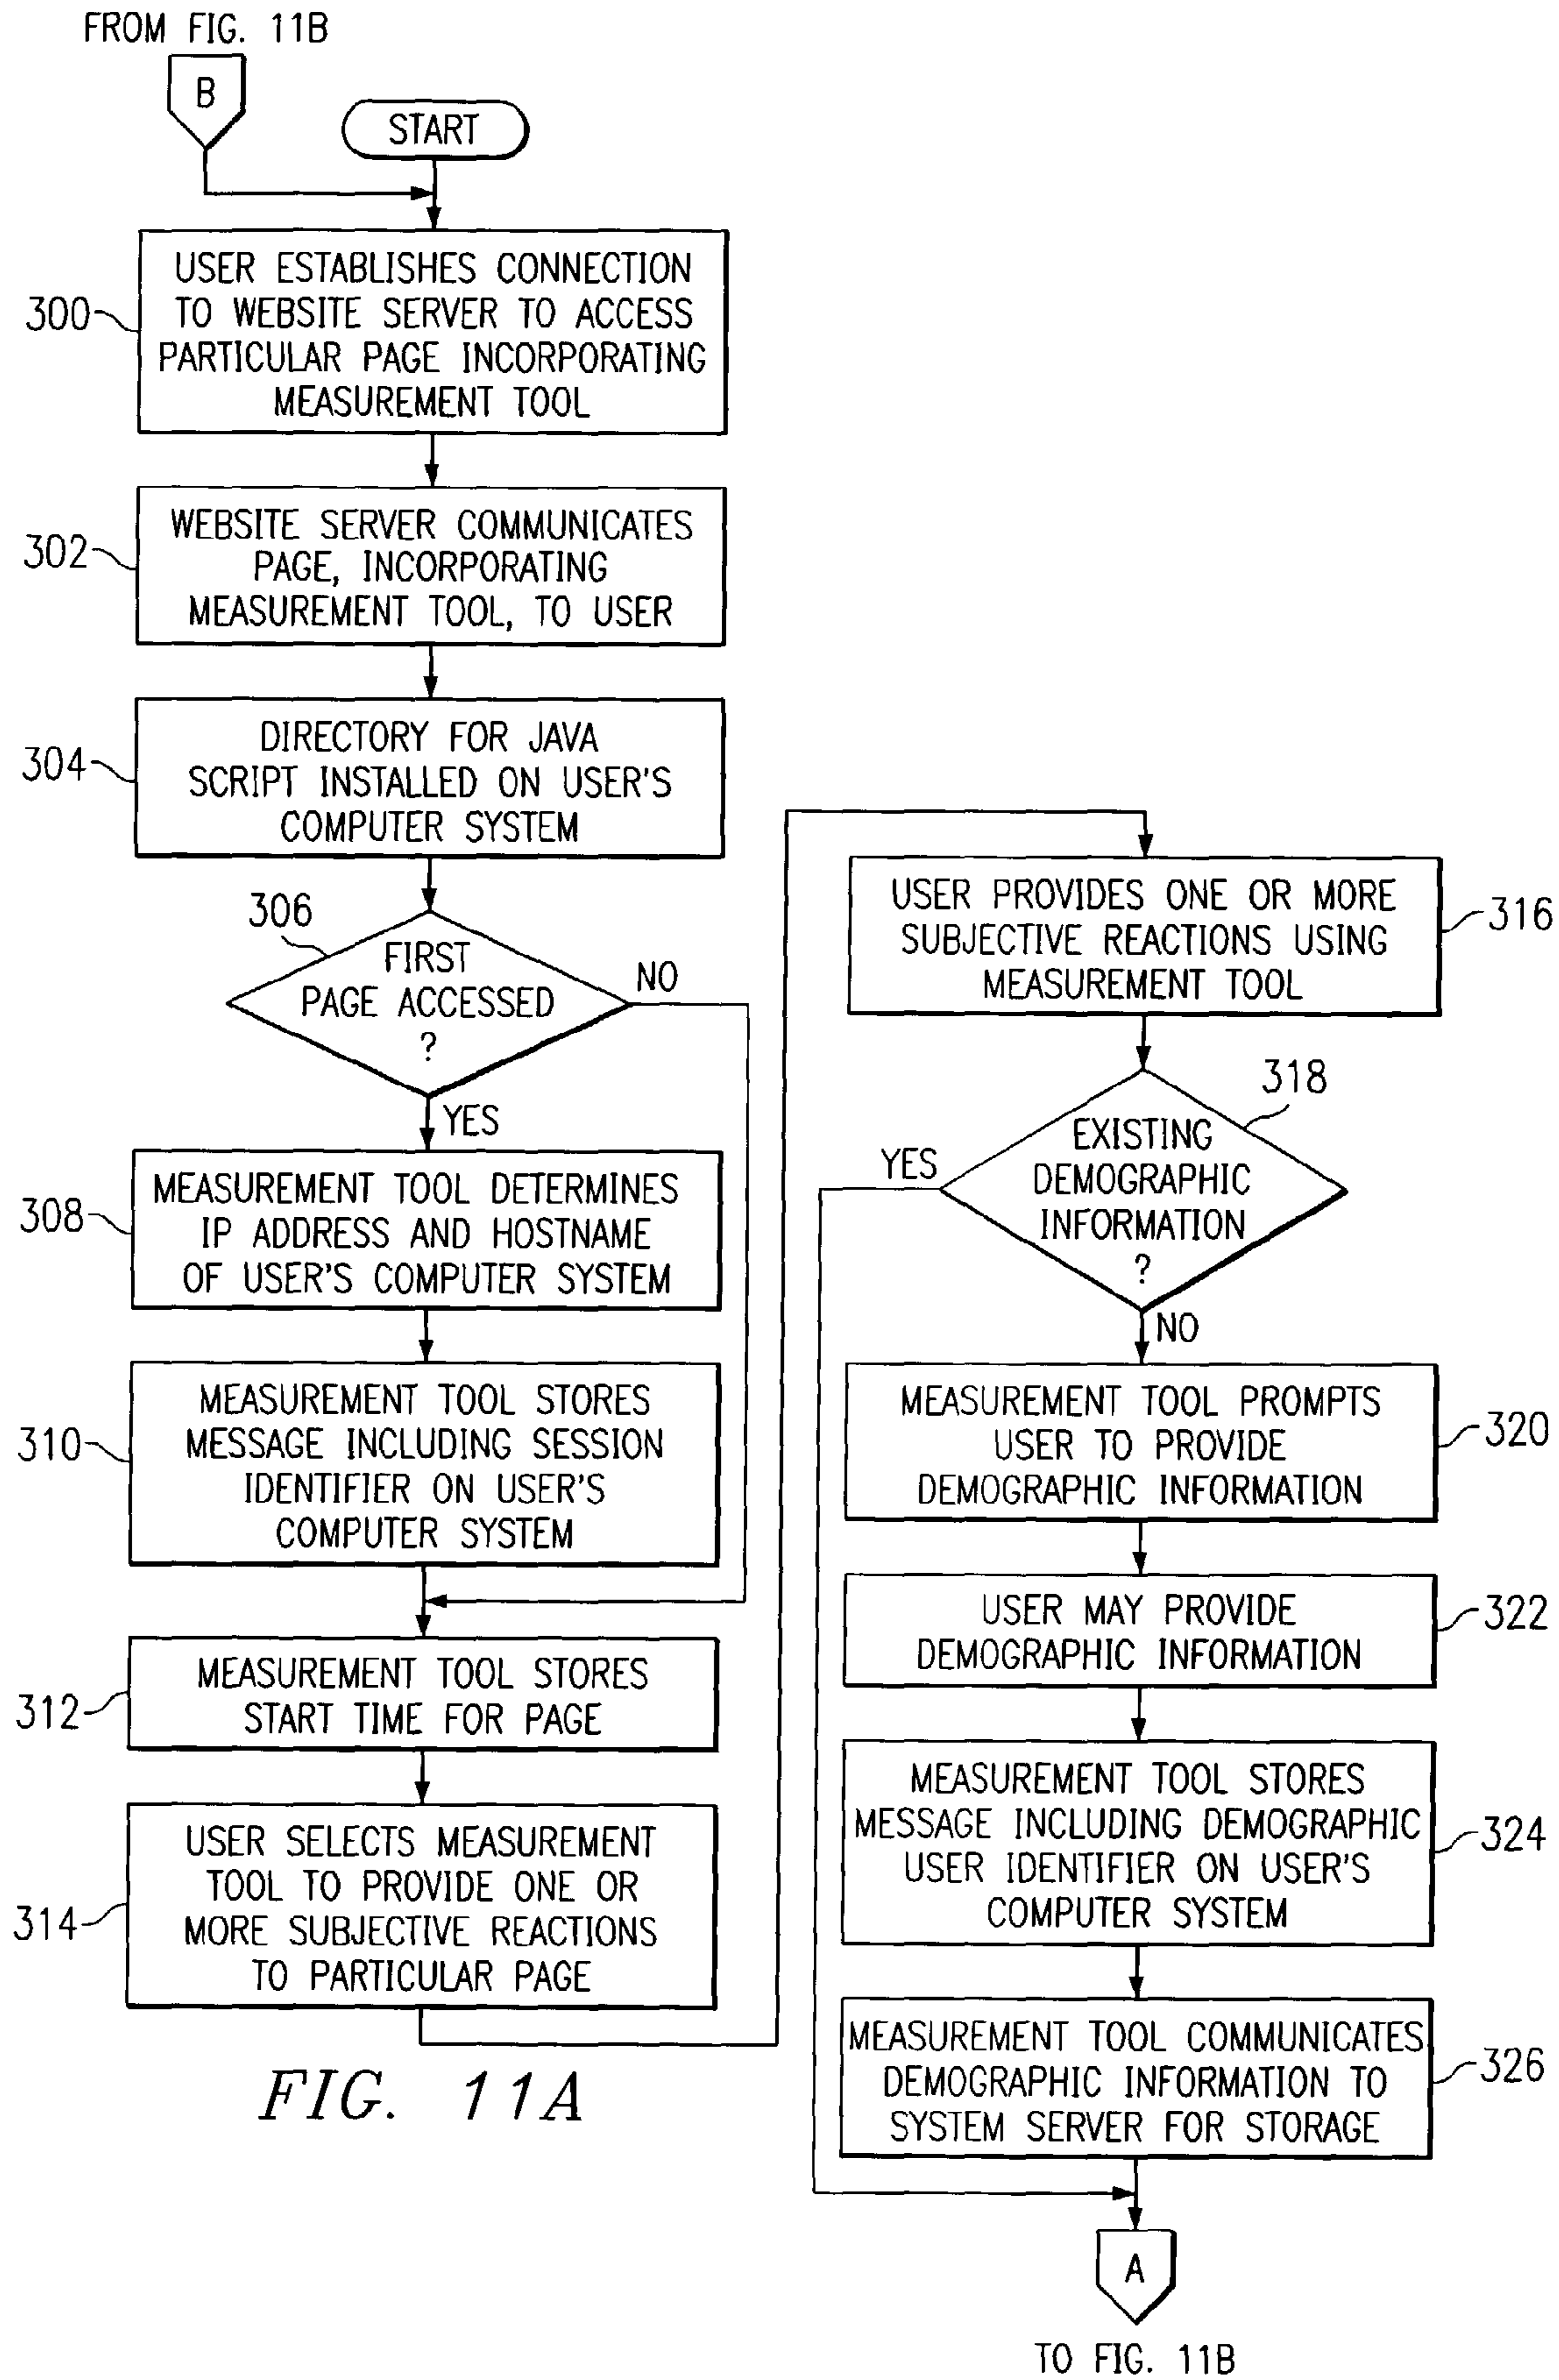 FROM FIG. 11B
B
START
300
USER ESTABLISHES CONNECTION
TO WEBSITE SERVER TO ACCESS
PARTICULAR PAGE INCORPORATING
MEASUREMENT TOOL
302
WEBSITE SERVER COMMUNICATES
PAGE, INCORPORATING
MEASUREMENT TOOL, TO USER
304
DIRECTORY FOR JAVA
SCRIPT INSTALLED ON USER'S
COMPUTER SYSTEM
306
FIRST
PAGE ACCESSED
?
NO
YES
308
MEASUREMENT TOOL DETERMINES
IP ADDRESS AND HOSTNAME
OF USER'S COMPUTER SYSTEM
310
MEASUREMENT TOOL STORES
MESSAGE INCLUDING SESSION
IDENTIFIER ON USER'S
COMPUTER SYSTEM
312
MEASUREMENT TOOL STORES
START TIME FOR PAGE
314
USER SELECTS MEASUREMENT
TOOL TO PROVIDE ONE OR
MORE SUBJECTIVE REACTIONS
TO PARTICULAR PAGE
FIG. 11A
USER PROVIDES ONE OR MORE
SUBJECTIVE REACTIONS USING
MEASUREMENT TOOL
316
318
EXISTING
DEMOGRAPHIC
INFORMATION
?
YES
NO
MEASUREMENT TOOL PROMPTS
USER TO PROVIDE
DEMOGRAPHIC INFORMATION
320
USER MAY PROVIDE
DEMOGRAPHIC INFORMATION
322
MEASUREMENT TOOL STORES
MESSAGE INCLUDING DEMOGRAPHIC
USER IDENTIFIER ON USER'S
COMPUTER SYSTEM
324
MEASUREMENT TOOL COMMUNICATES
DEMOGRAPHIC INFORMATION TO
SYSTEM SERVER FOR STORAGE
326
A
TO FIG. 11B